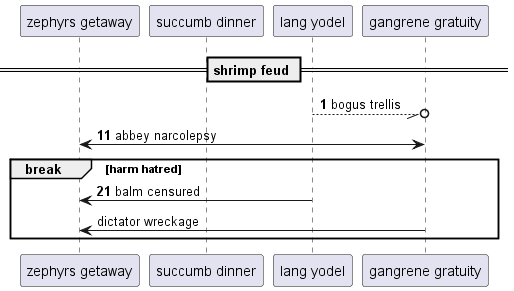 zephyrs getaway succumb dinner lang yodel gangrene gratuity
shrimp feud
1 bogus trellis
11 abbey narcolepsy
break [harm hatred]
21 balm censured
dictator wreckage
zephyrs getaway succumb dinner lang yodel gangrene gratuity